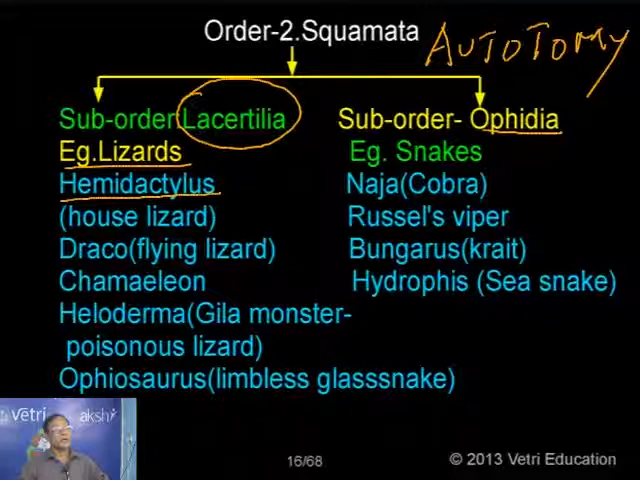 Order-2.Squamata
AUTOTOMY
Sub-order:Lacertilia
Sub-order- Ophidia
Eg.Lizards
Eg. Snakes
Hemidactylus
Naja(Cobra)
(house lizard)
Russel's viper
Draco(flying lizard)
Bungarus(krait)
Chamaeleon
Hydrophis (Sea snake)
Heloderma(Gila monster-
poisonous lizard)
Ophiosaurus(limbless glasssnake)
Vetri
16/68
© 2013 Vetri Education